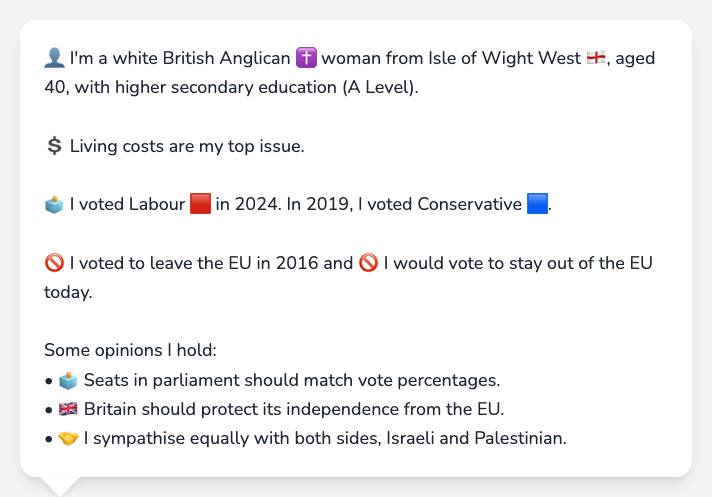 👤 I'm a white British Anglican ✝️ woman from Isle of Wight West 🏴󠁧󠁢󠁥󠁮󠁧󠁿, aged
40, with higher secondary education (A Level).
💲 Living costs are my top issue.
🗳️ I voted Labour 🟥 in 2024. In 2019, I voted Conservative 🟦.
🚫 I voted to leave the EU in 2016 and 🚫 I would vote to stay out of the EU
today.
Some opinions I hold:
• 🗳️ Seats in parliament should match vote percentages.
• 🇬🇧 Britain should protect its independence from the EU.
• 🤝 I sympathise equally with both sides, Israeli and Palestinian.